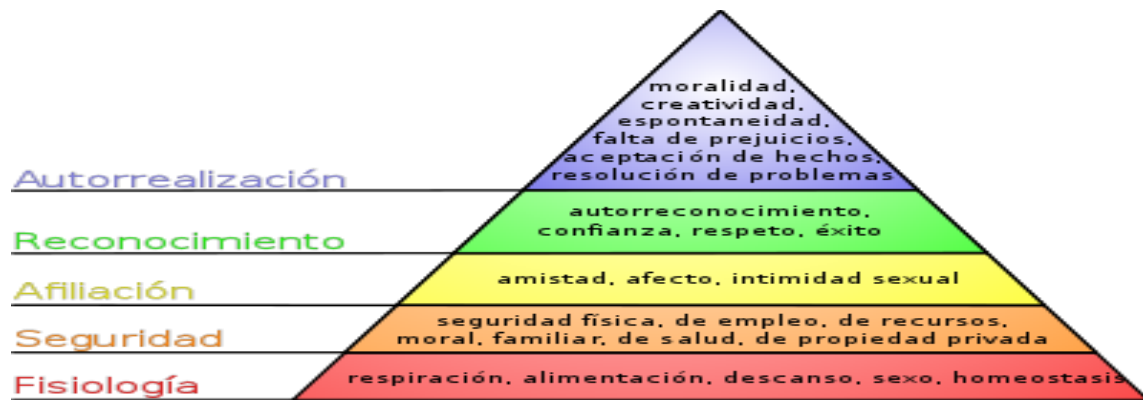 moralidad,
creatividad,
espontaneidad,
falta de prejuicios,
aceptación de hechos,
resolución de problemas
Autorrealización
autorreconocimiento,
confianza, respeto, éxito
Reconocimiento
amistad, afecto, intimidad sexual
Afiliación
seguridad física, de empleo, de recursos,
moral, familiar, de salud, de propiedad privada
Seguridad
respiración, alimentación, descanso, sexo, homeostasis
Fisiología